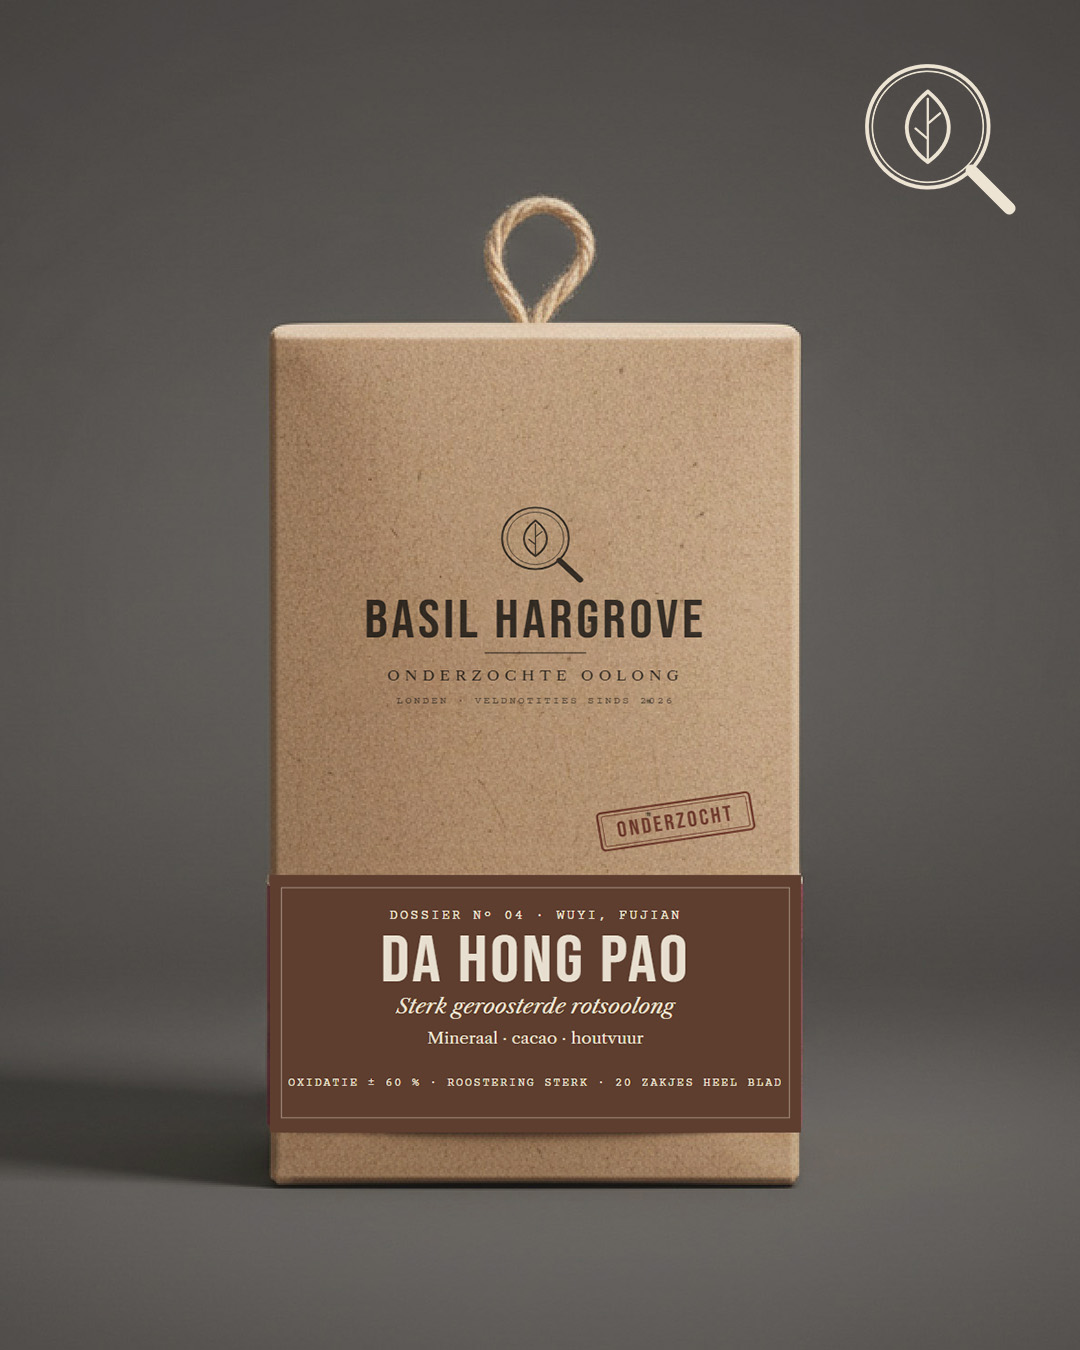 BASIL HARGROVE
ONDERZOCHTE OOLONG
LONDEN · VELDNOTITIES SINDS 2026
ONDERZOCHT
DOSSIER Nº 04 · WUYI, FUJIAN
DA HONG PAO
Sterk geroosterde rotsoolong
Mineraal · cacao · houtvuur
OXIDATIE ± 60 % · ROOSTERING STERK · 20 ZAKJES HEEL BLAD